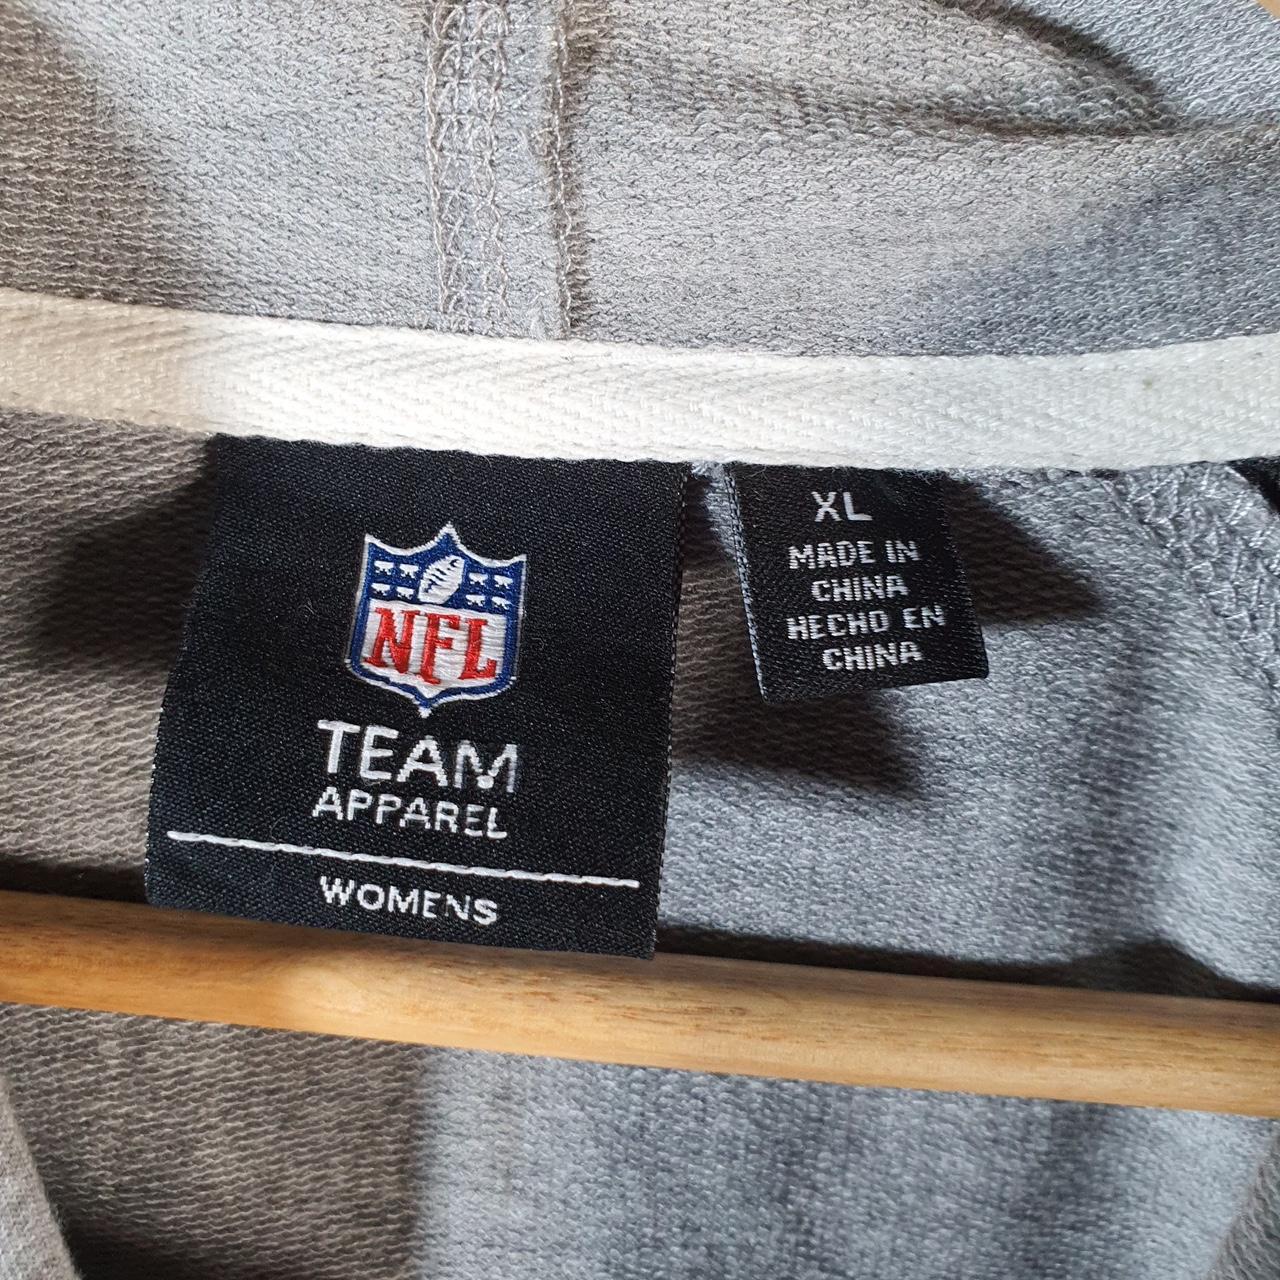 NFL
TEAM
APPAREL
WOMENS
XL
MADE IN
CHINA
HECHO EN
CHINA